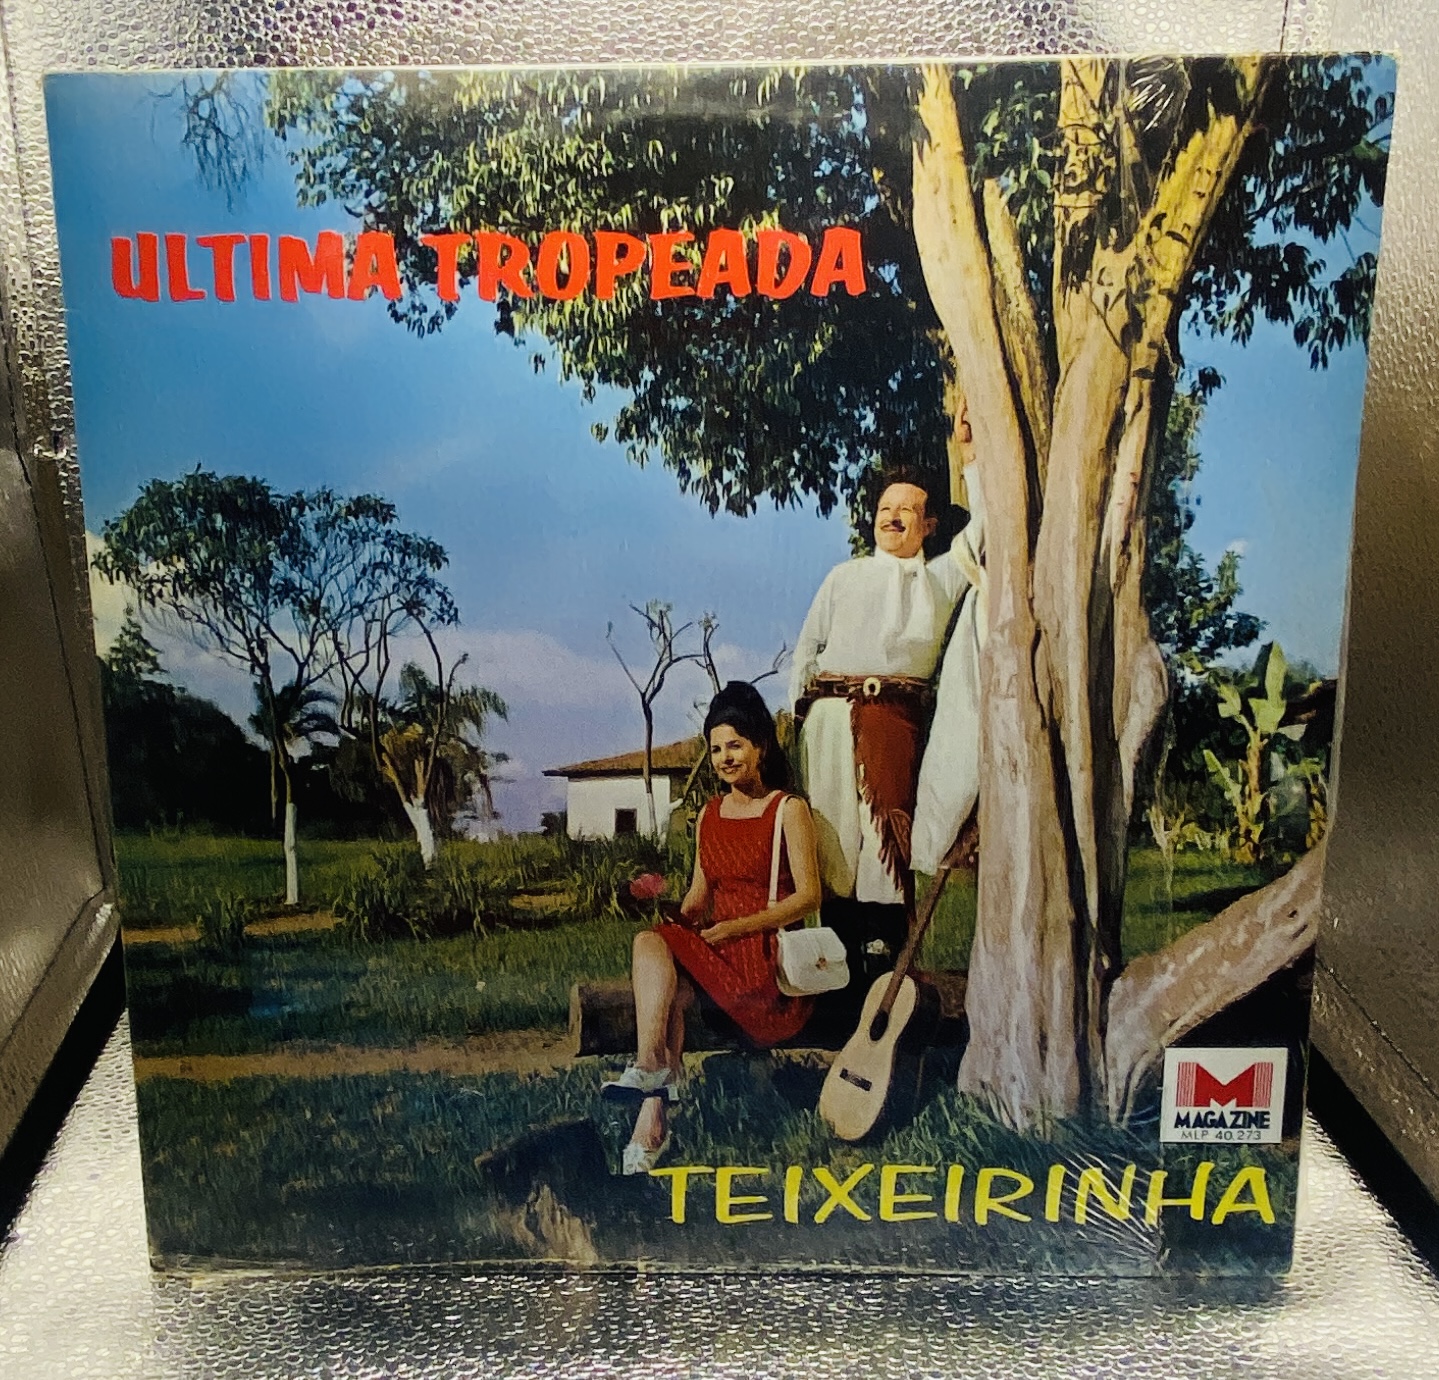 ULTIMA TROPEADA
M
MAGAZINE
MLP 40.273
TEIXEIRINHA